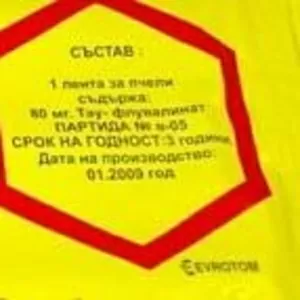 СЪСТАВ :
1 лента за пчели
съдържа:
80 мг. Тау- флувалинат
ПАРТИДА № в-05
СРОК НА ГОДНОСТ:3 години,
Дата на производство:
01.2009 год
EVROTOM